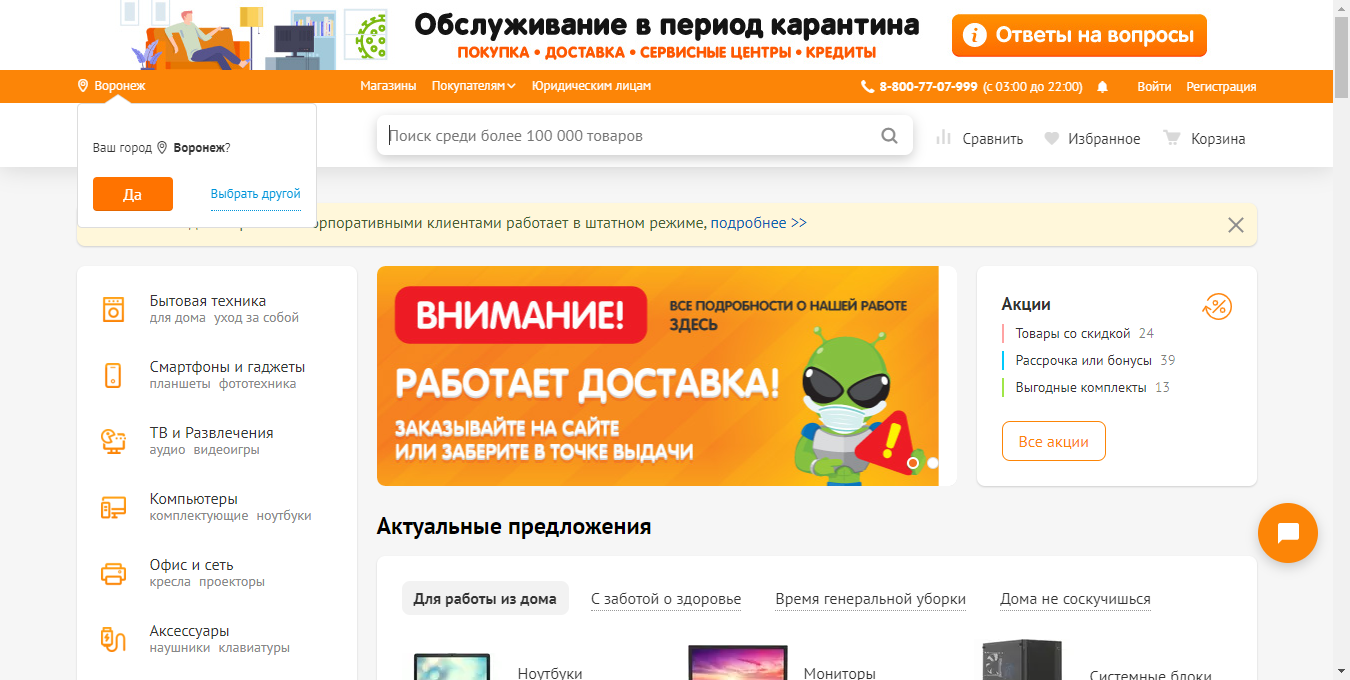 Обслуживание в период карантина
ПОКУПКА • ДОСТАВКА • СЕРВИСНЫЕ ЦЕНТРЫ • КРЕДИТЫ
Ответы на вопросы
Воронеж
Магазины Покупателям Юридическим лицам
8-800-77-07-999 (с 03:00 до 22:00)
Войти Регистрация
Ваш город Воронеж?
Да Выбрать другой
Поиск среди более 100 000 товаров
Сравнить Избранное Корзина
корпоративными клиентами работает в штатном режиме, подробнее >>
Бытовая техника
для дома уход за собой
Смартфоны и гаджеты
планшеты фототехника
ТВ и Развлечения
аудио видеоигры
Компьютеры
комплектующие ноутбуки
Офис и сеть
кресла проекторы
Аксессуары
наушники клавиатуры
ВНИМАНИЕ!
ВСЕ ПОДРОБНОСТИ О НАШЕЙ РАБОТЕ
ЗДЕСЬ
РАБОТАЕТ ДОСТАВКА!
ЗАКАЗЫВАЙТЕ НА САЙТЕ
ИЛИ ЗАБЕРИТЕ В ТОЧКЕ ВЫДАЧИ
Акции
Товары со скидкой 24
Рассрочка или бонусы 39
Выгодные комплекты 13
Все акции
Актуальные предложения
Для работы из дома С заботой о здоровье Время генеральной уборки Дома не соскучишься
Ноутбуки Мониторы Системные блоки